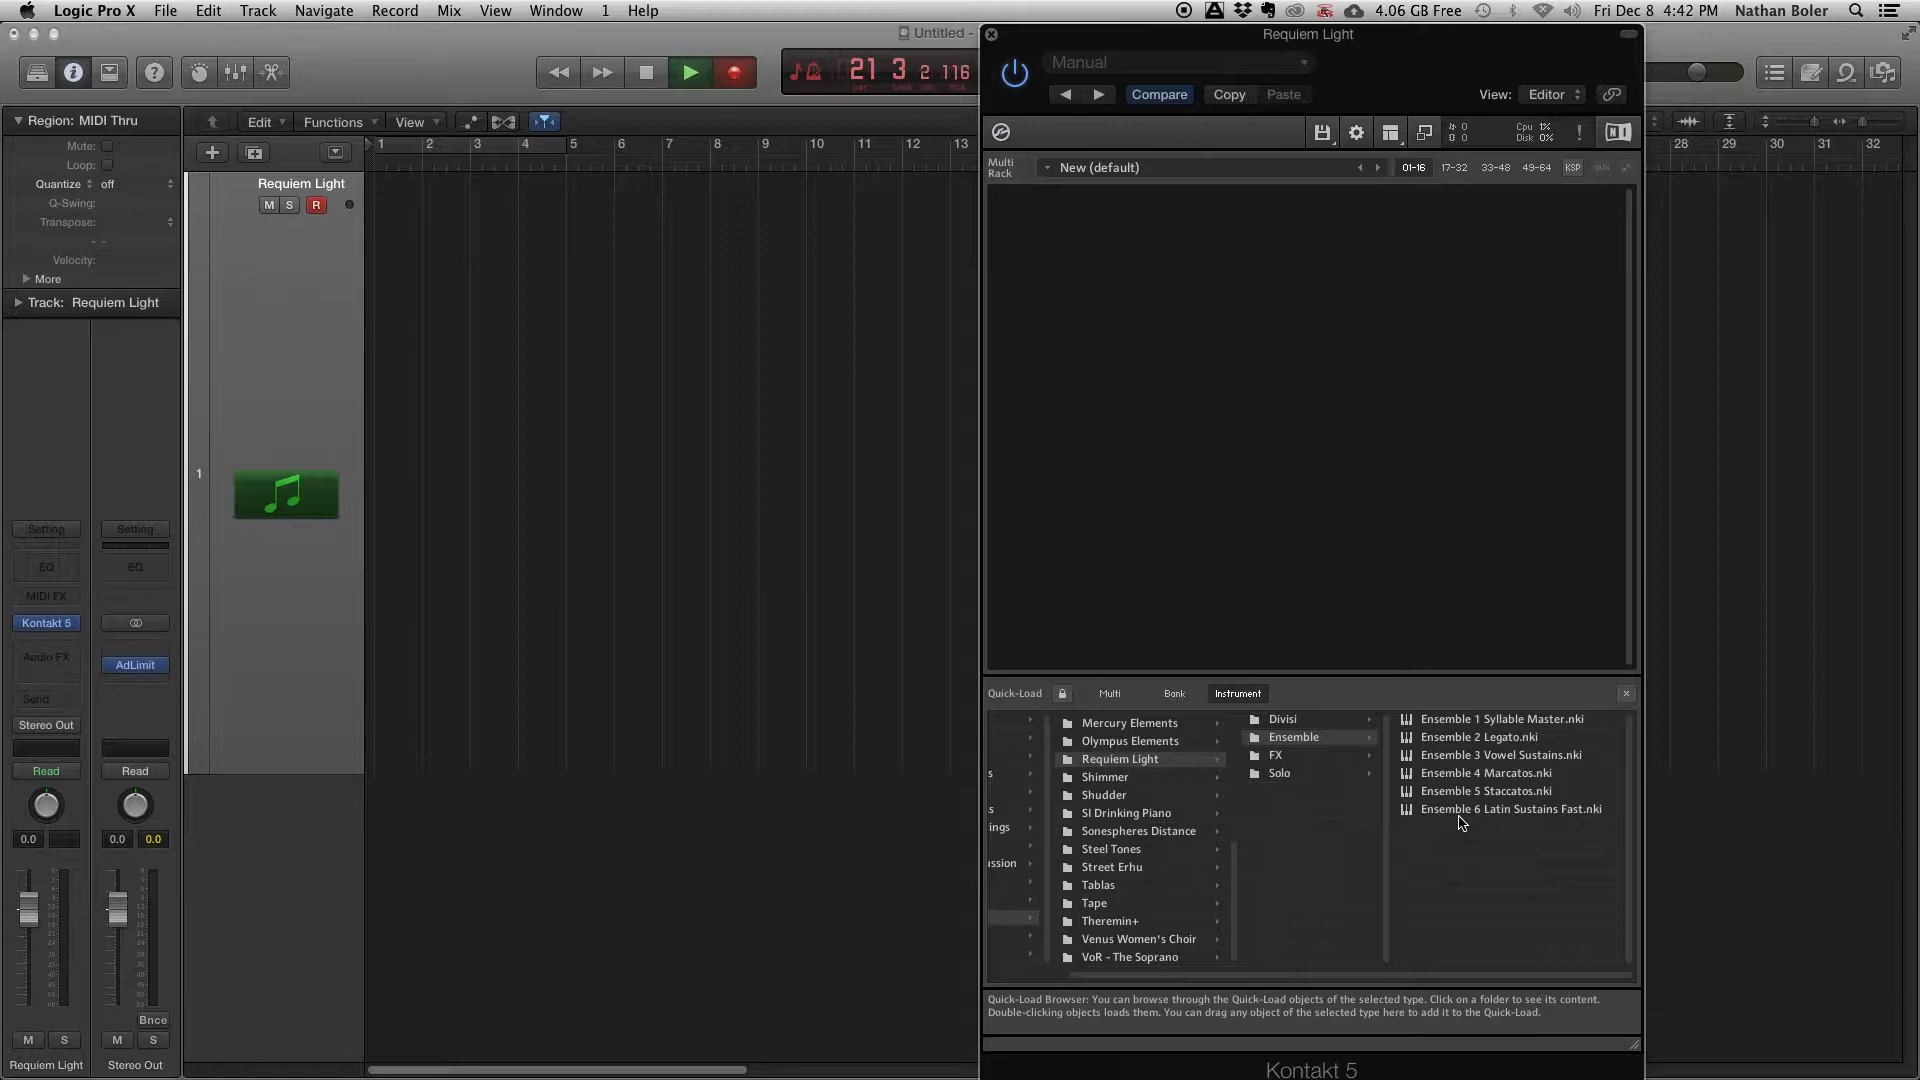 Logic Pro X File Edit Track Navigate Record Mix View Window 1 Help 4.06 GB Free Fri Dec 8 4:42 PM Nathan Boler
Untitled -
Requiem Light
21 3 2 116
Manual
Compare Copy Paste View: Editor
Region: MIDI Thru
Mute:
Loop:
Quantize off
Q-Swing:
Transpose:
Velocity:
More
Track: Requiem Light
Edit Functions View
1 2 3 4 5 6 7 8 9 10 11 12 13 28 29 30 31 32
Requiem Light
M S R
1
0 Cpu 1%
0 Disk 0%
Multi
Rack
New (default) 01-16 17-32 33-48 49-64 KSP
Setting Setting
EQ EQ
MIDI FX
Kontakt 5
Audio FX
AdLimit
Send
Stereo Out
Read Read
0.0 0.0 0.0
Bnce
M S M S
Requiem Light Stereo Out
Quick-Load Multi Bank Instrument
s
s
ings
ussion
Mercury Elements
Olympus Elements
Requiem Light
Shimmer
Shudder
SI Drinking Piano
Sonespheres Distance
Steel Tones
Street Erhu
Tablas
Tape
Theremin+
Venus Women's Choir
VoR - The Soprano
Divisi
Ensemble
FX
Solo
Ensemble 1 Syllable Master.nki
Ensemble 2 Legato.nki
Ensemble 3 Vowel Sustains.nki
Ensemble 4 Marcatos.nki
Ensemble 5 Staccatos.nki
Ensemble 6 Latin Sustains Fast.nki
Quick-Load Browser: You can browse through the Quick-Load objects of the selected type. Click on a folder to see its content.
Double-clicking objects loads them. You can drag any object of the selected type here to add it to the Quick-Load.
Kontakt 5